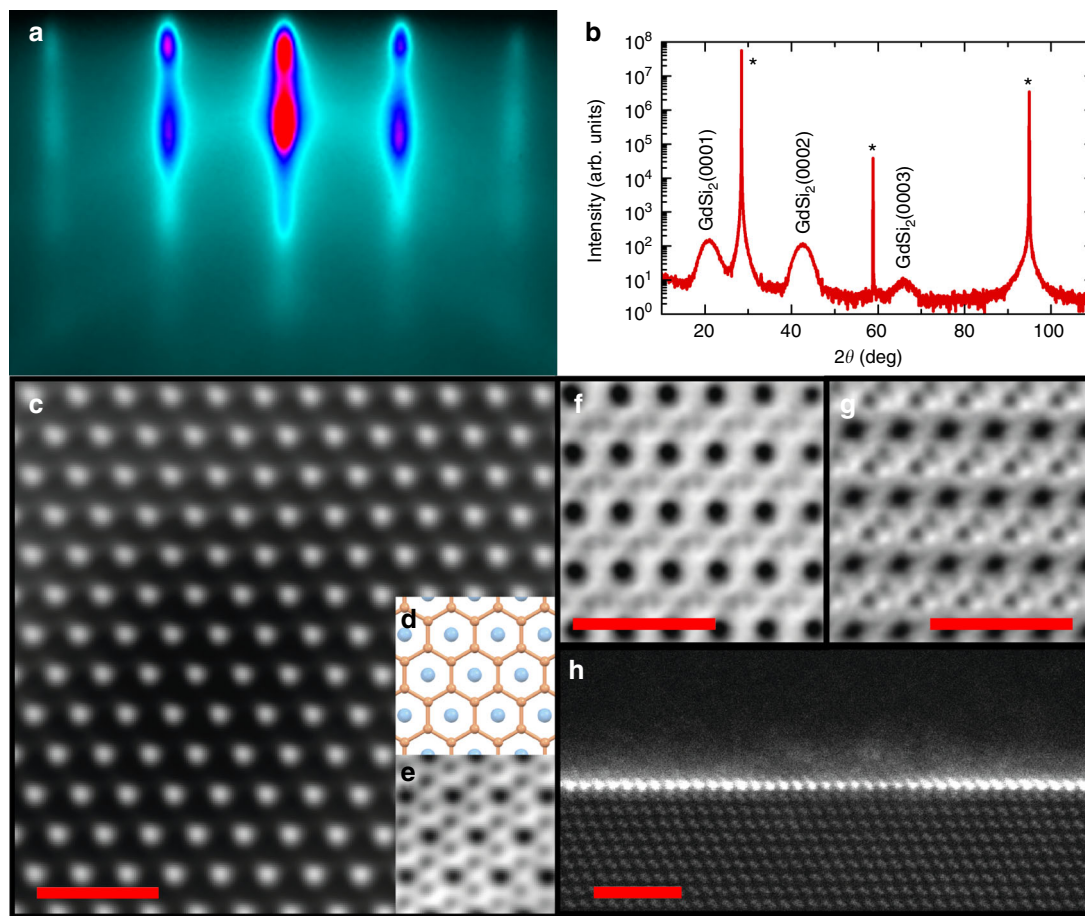 a
b
Intensity (arb. units)
10⁸
10⁷
10⁶
10⁵
10⁴
10³
10²
10¹
10⁰
GdSi₂(0001)
*
GdSi₂(0002)
*
GdSi₂(0003)
*
20 40 60 80 100
2θ (deg)
c
d
e
f
g
h